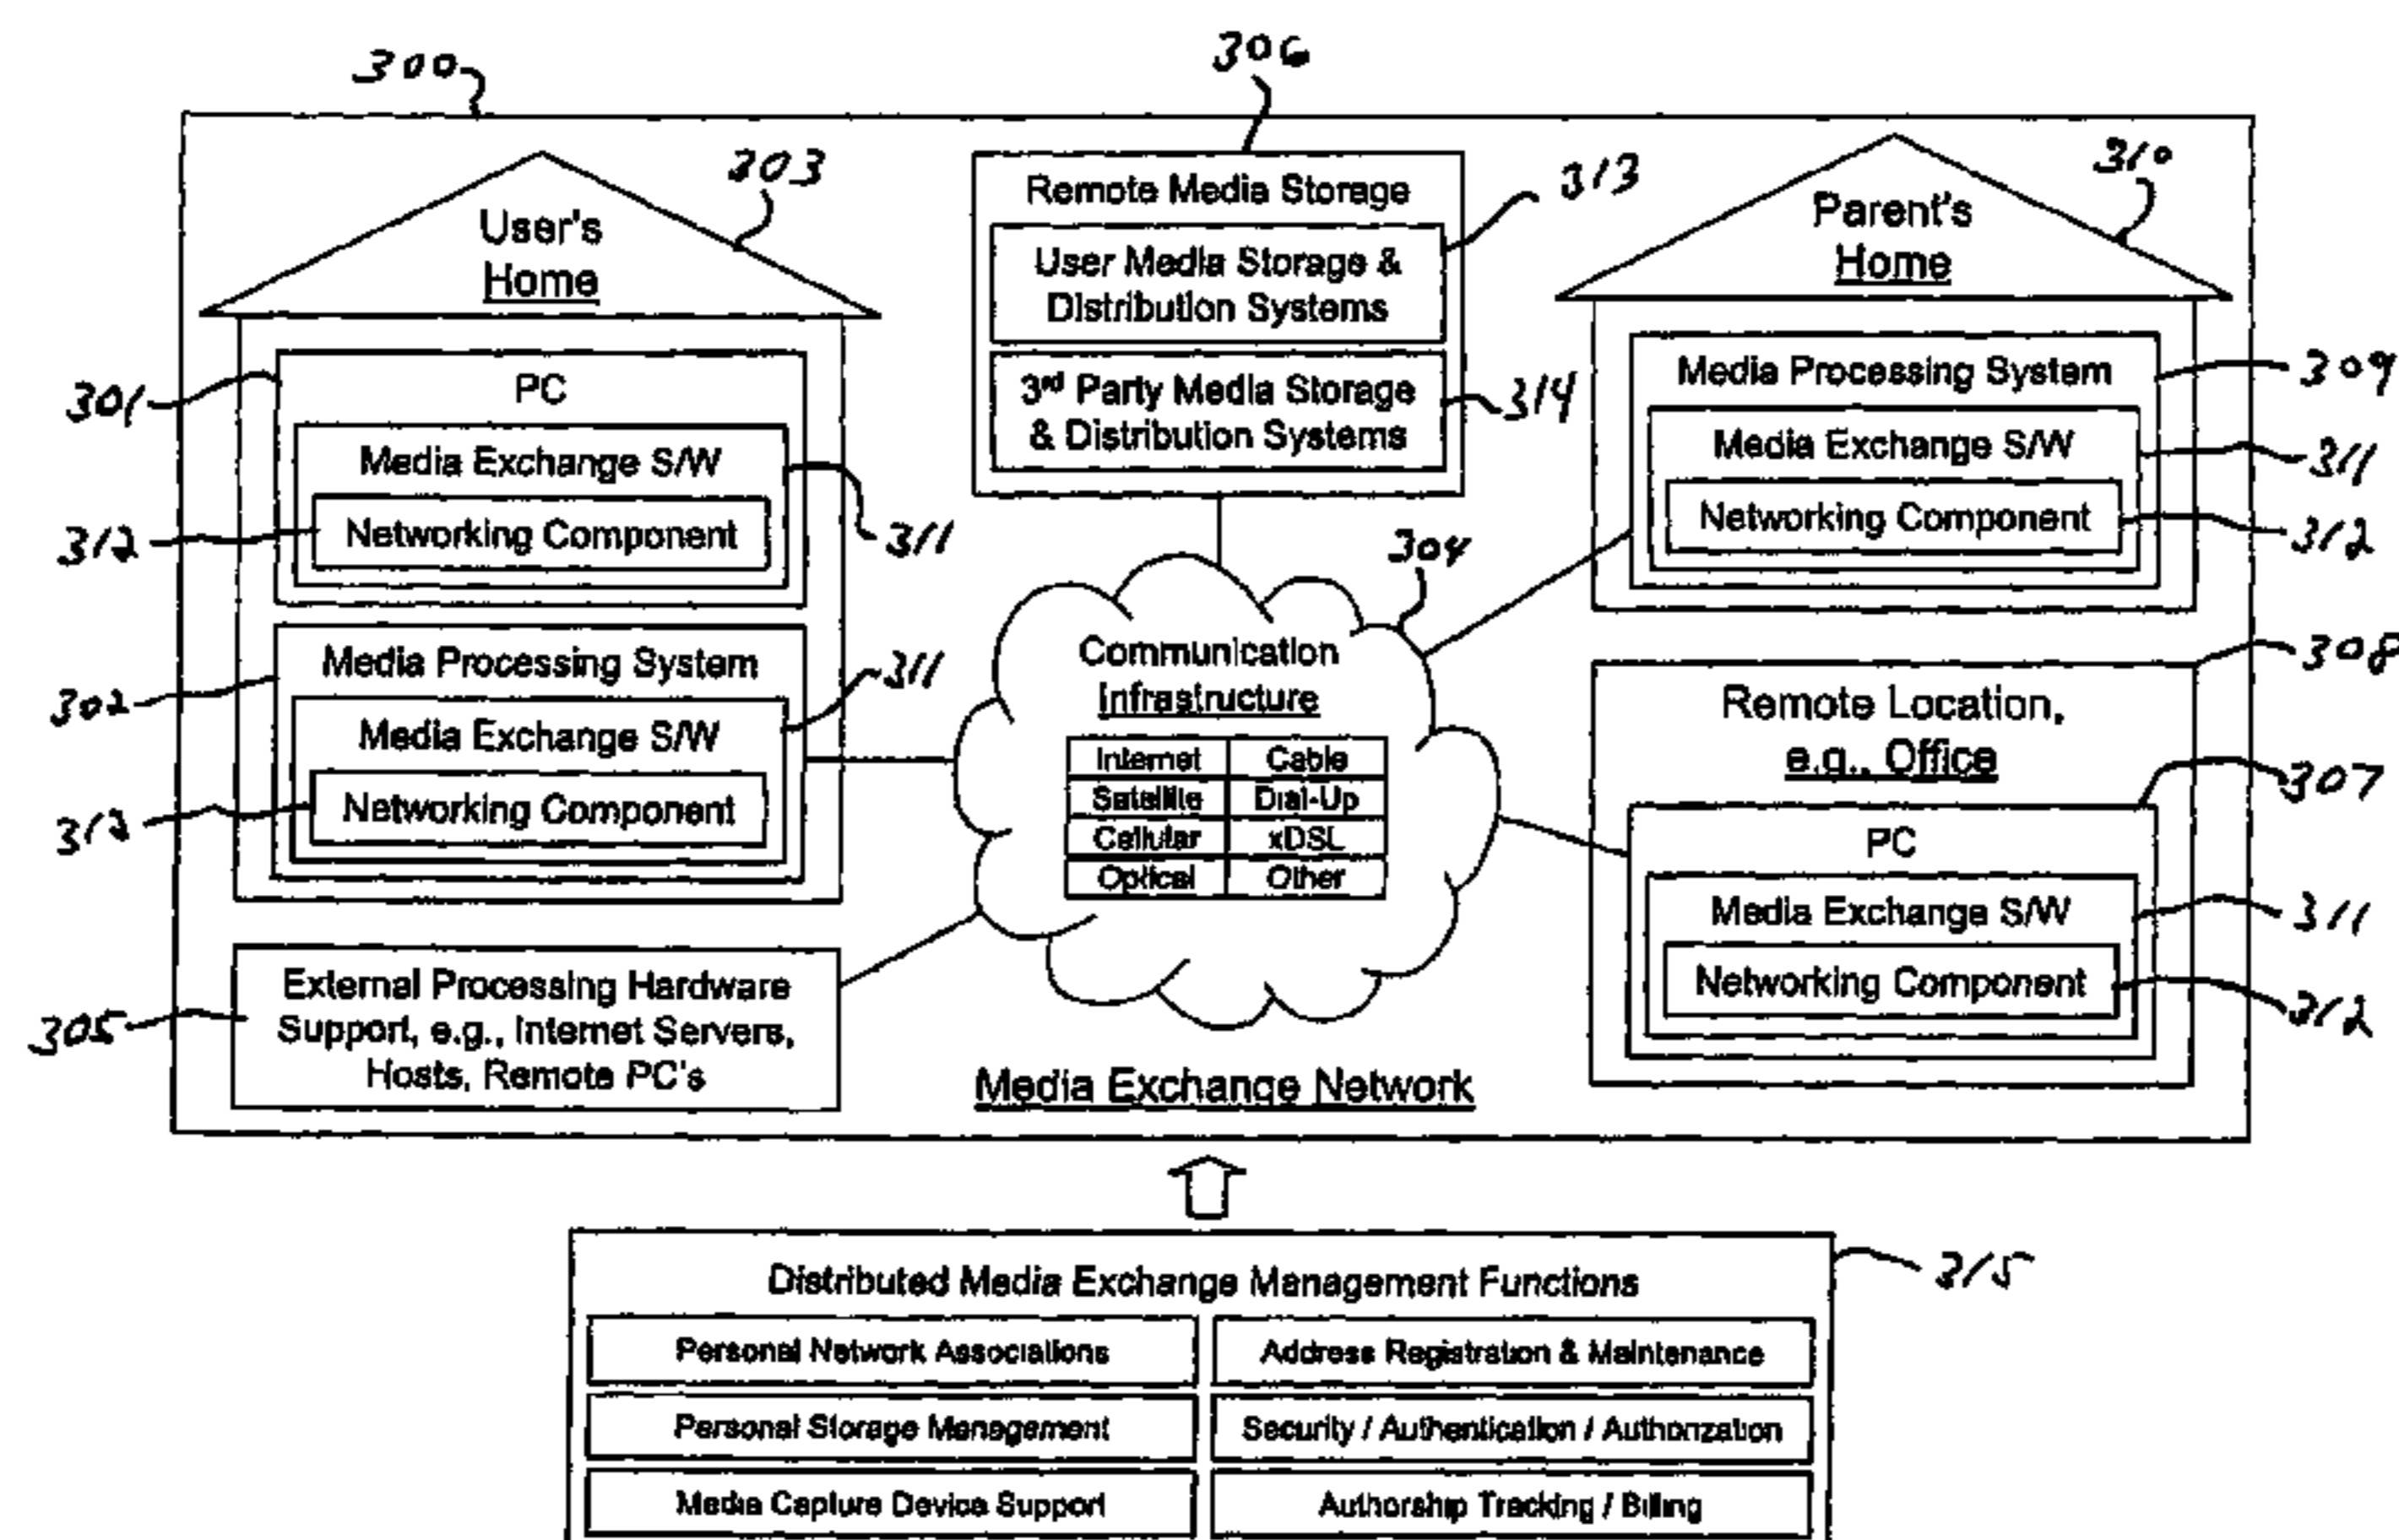 300
306
303
User's
Home
Remote Media Storage
313
User Media Storage &
Distribution Systems
3rd Party Media Storage
& Distribution Systems
314
310
Parent's
Home
301
PC
Media Exchange S/W
311
Networking Component
312
Media Processing System
309
Media Exchange S/W
311
Networking Component
312
304
Communication
Infrastructure
Internet Cable
Satellite Dial-Up
Cellular xDSL
Optical Other
Media Processing System
302
Media Exchange S/W
311
Networking Component
312
308
Remote Location,
e.g., Office
307
PC
Media Exchange S/W
311
Networking Component
312
External Processing Hardware
Support, e.g., Internet Servers,
Hosts, Remote PC's
305
Media Exchange Network
Distributed Media Exchange Management Functions
315
Personal Network Associations
Address Registration & Maintenance
Personal Storage Management
Security / Authentication / Authorization
Media Capture Device Support
Authorship Tracking / Billing